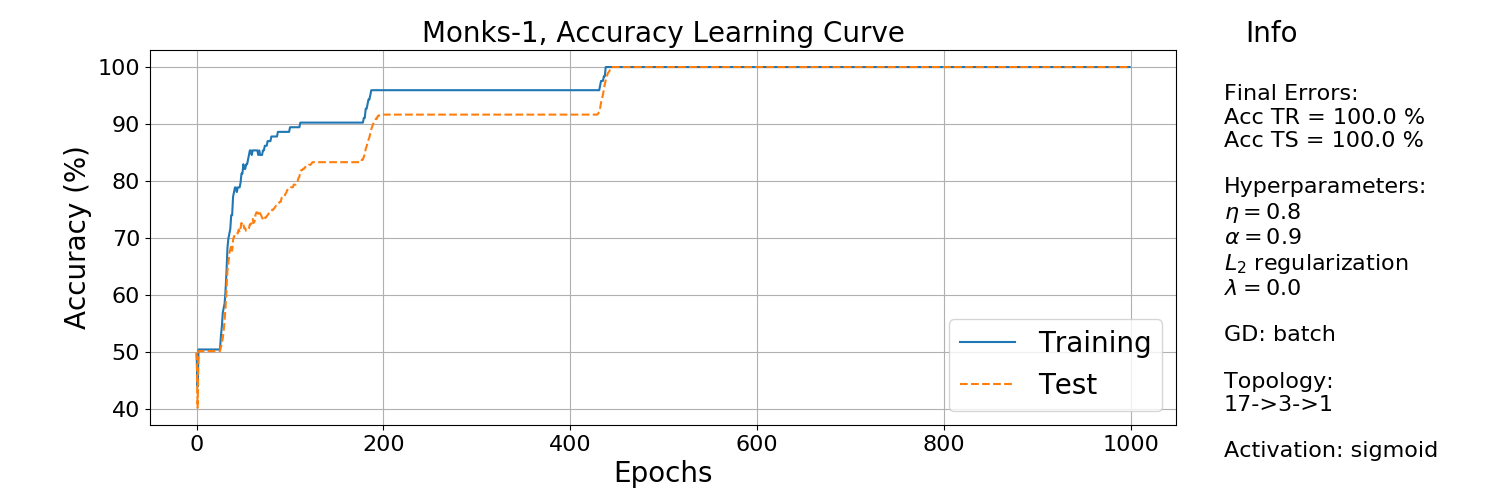 Monks-1, Accuracy Learning Curve
Info
Accuracy (%)
100
90
80
70
60
50
40
0
200
400
600
800
1000
Epochs
Training
Test
Final Errors:
Acc TR = 100.0 %
Acc TS = 100.0 %
Hyperparameters:
η = 0.8
α = 0.9
L₂ regularization
λ = 0.0
GD: batch
Topology:
17->3->1
Activation: sigmoid